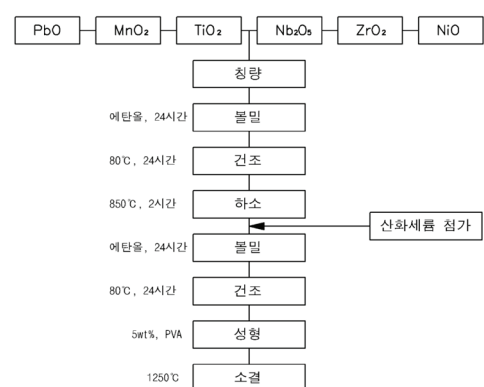 PbO MnO₂ TiO₂ Nb₂O₅ ZrO₂ NiO
칭량
에탄올, 24시간 볼밀
80℃, 24시간 건조
850℃, 2시간 하소
산화세륨 첨가
에탄올, 24시간 볼밀
80℃, 24시간 건조
5wt%, PVA 성형
1250℃ 소결